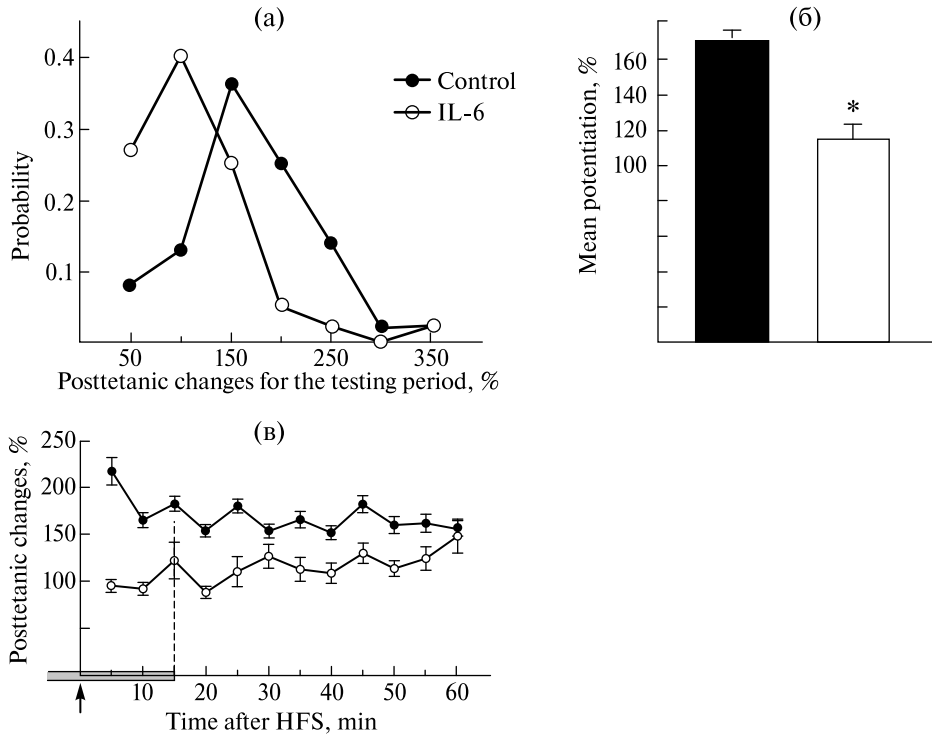 (а)
Probability
0.4
0.3
0.2
0.1
Control
IL-6
50
150
250
350
Posttetanic changes for the testing period, %
(б)
Mean potentiation, %
160
140
120
100
*
(в)
Posttetanic changes, %
250
200
150
100
10
20
30
40
50
60
Time after HFS, min